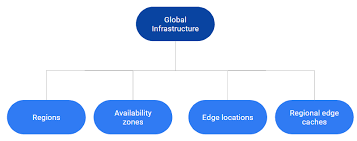 Global
Infrastructure
Regions
Availability
zones
Edge locations
Regional edge
caches